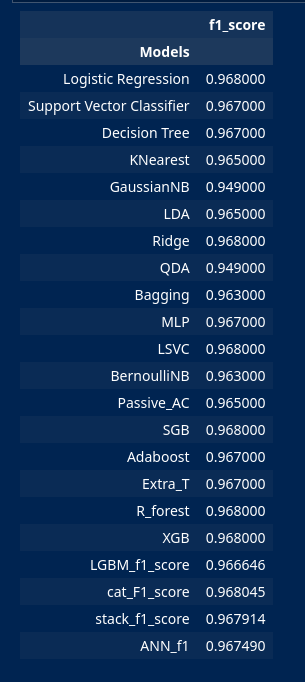 f1_score
Models
Logistic Regression 0.968000
Support Vector Classifier 0.967000
Decision Tree 0.967000
KNearest 0.965000
GaussianNB 0.949000
LDA 0.965000
Ridge 0.968000
QDA 0.949000
Bagging 0.963000
MLP 0.967000
LSVC 0.968000
BernoulliNB 0.963000
Passive_AC 0.965000
SGB 0.968000
Adaboost 0.967000
Extra_T 0.967000
R_forest 0.968000
XGB 0.968000
LGBM_f1_score 0.966646
cat_F1_score 0.968045
stack_f1_score 0.967914
ANN_f1 0.967490